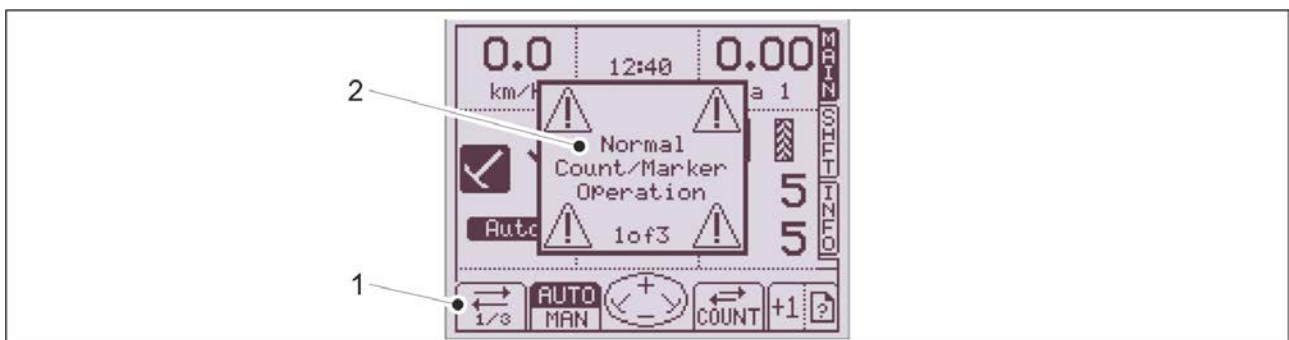 0.0
12:40
0.00
km/h
a 1
MAIN
2
Normal
Count/Marker
Operation
SHFT
5
INFO
Auto
1of3
5
1
1/3
AUTO
MAN
+
−
COUNT
+1
?